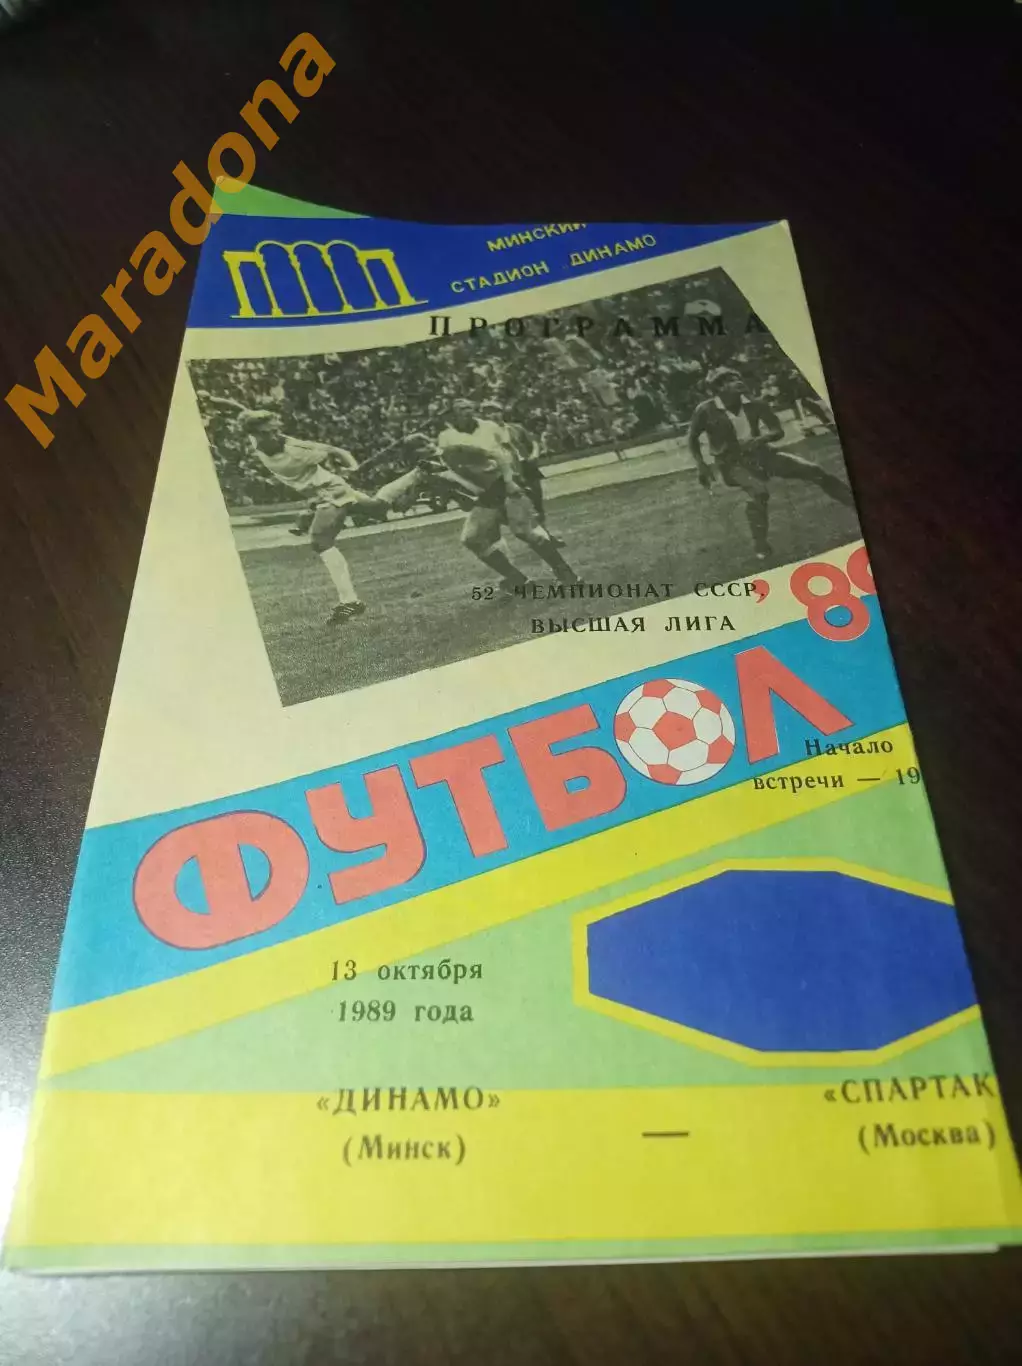 Maradona
МИНСКИЙ
СТАДИОН ДИНАМО
ПРОГРАММА
52 ЧЕМПИОНАТ СССР,
ВЫСШАЯ ЛИГА
ФУТБОЛ '89
Начало
встречи — 19
13 октября
1989 года
«ДИНАМО»
(Минск)
—
«СПАРТАК
(Москва)